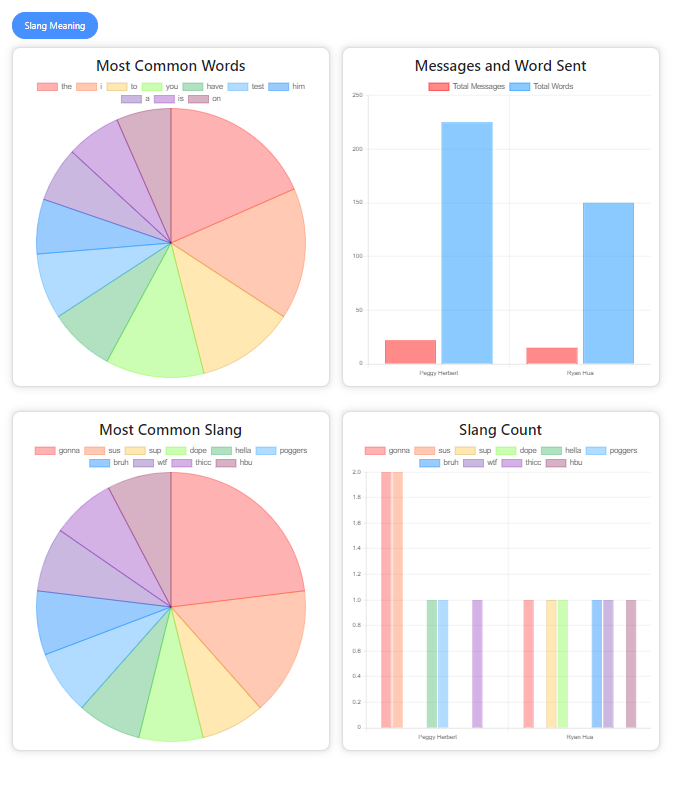 Slang Meaning
Most Common Words
the i to you have test him
a is on
Messages and Word Sent
Total Messages Total Words
250
200
150
100
50
0
Peggy Herbert Ryan Hua
Most Common Slang
gonna sus sup dope hella poggers
bruh wtf thicc hbu
Slang Count
gonna sus sup dope hella poggers
bruh wtf thicc hbu
2.0
1.8
1.6
1.4
1.2
1.0
0.8
0.6
0.4
0.2
0
Peggy Herbert Ryan Hua